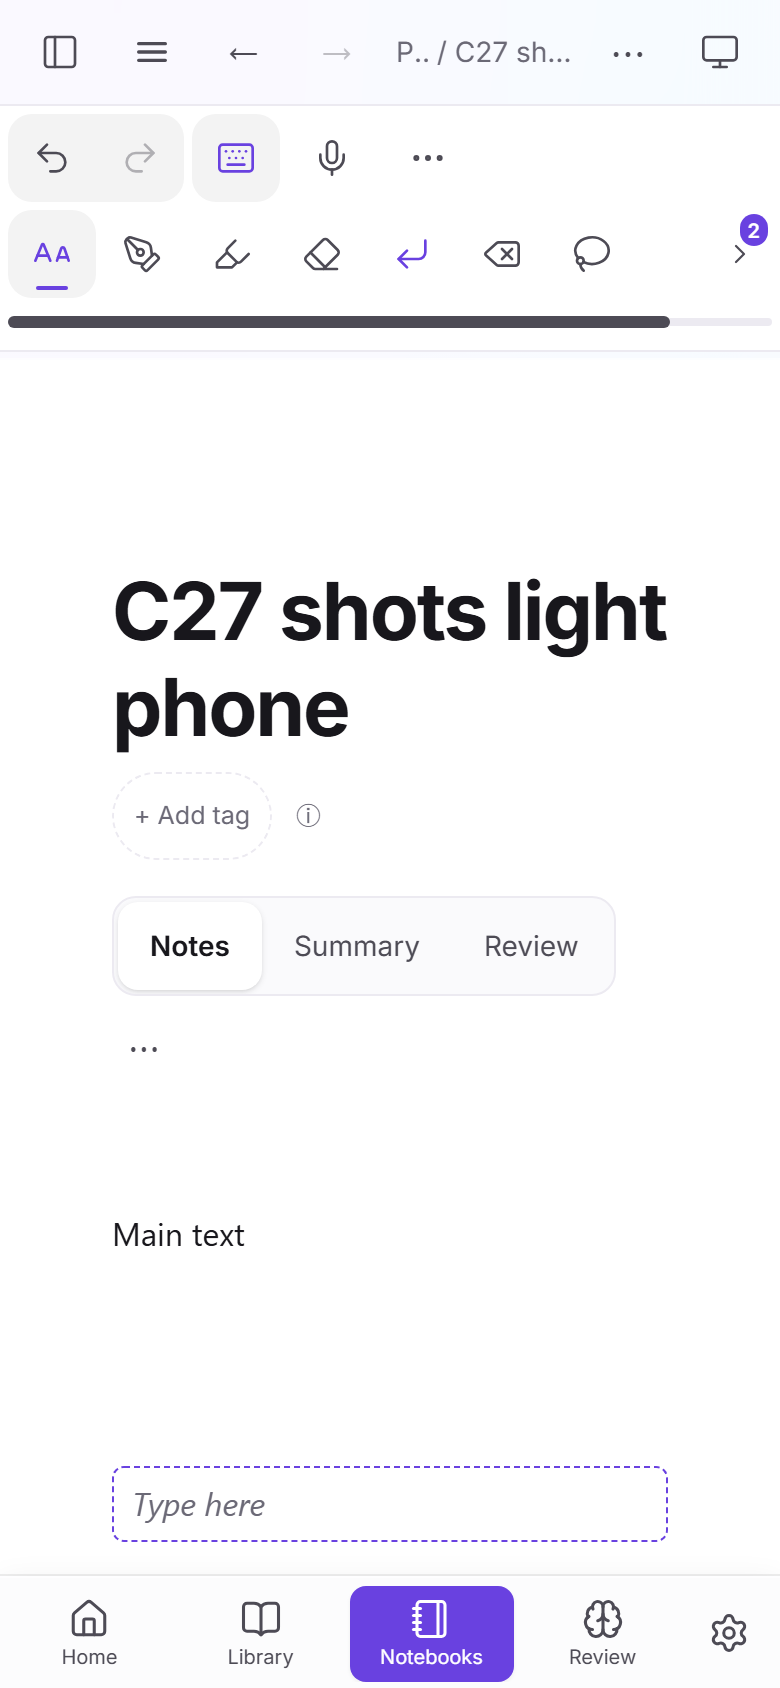 P.. / C27 sh...
2
C27 shots light
phone
+ Add tag
Notes Summary Review
Main text
Type here
Home Library Notebooks Review